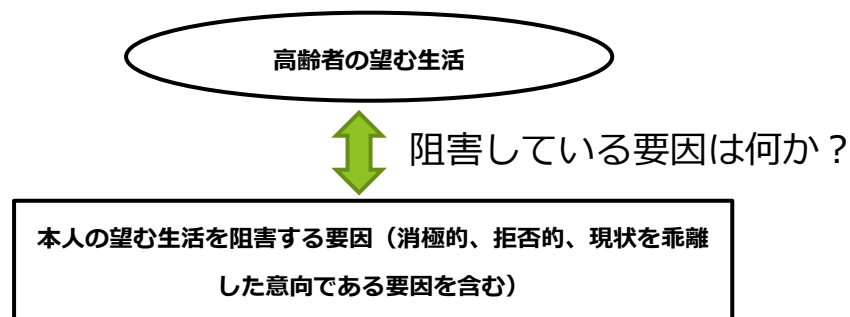 高齢者の望む生活
阻害している要因は何か？
本人の望む生活を阻害する要因（消極的、拒否的、現状を乖離
した意向である要因を含む）